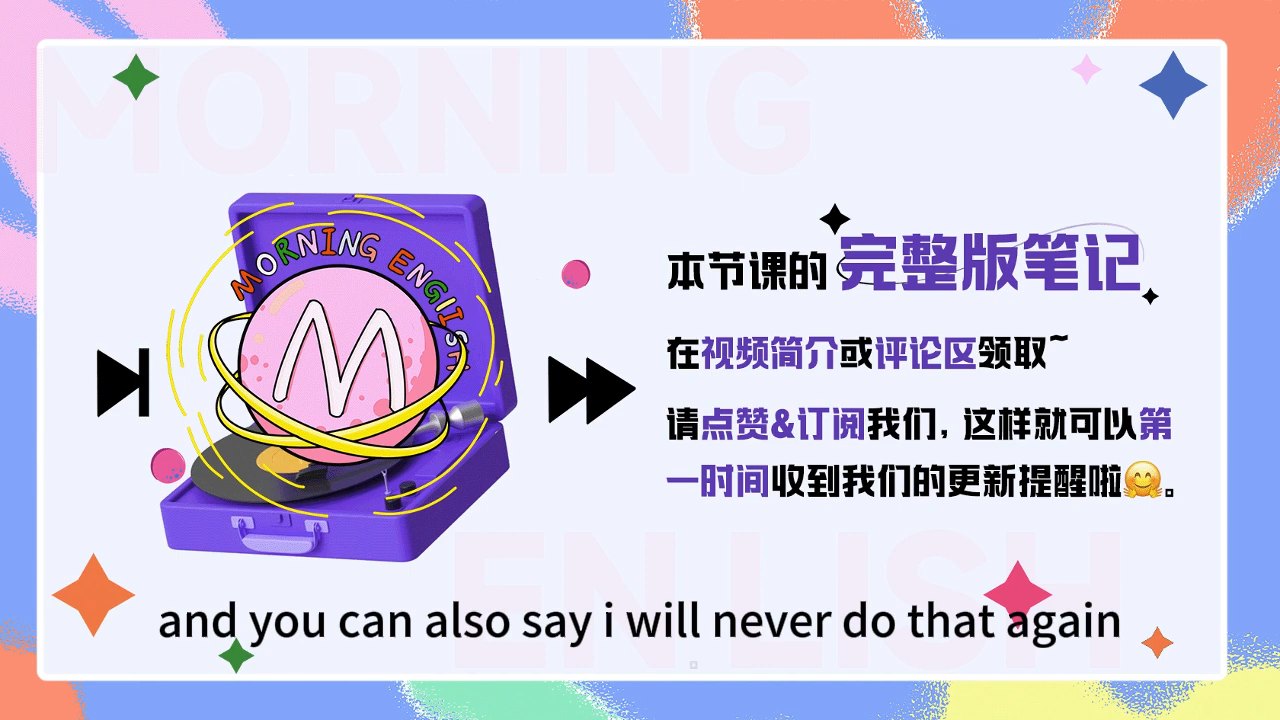 MORNING
MORNING ENGLISH
M
本节课的 完整版笔记
在视频简介或评论区领取~
请点赞&订阅我们, 这样就可以第
一时间收到我们的更新提醒啦🤗。
EN LISH
and you can also say i will never do that again